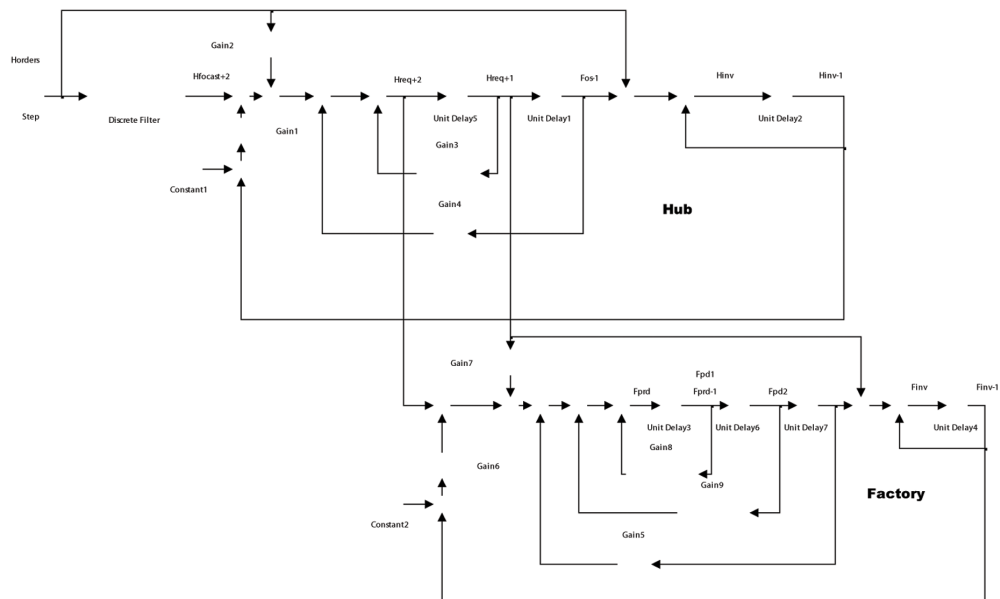 Horders
Step
Discrete Filter
Hfocast+2
Gain2
Gain1
Constant1
Hreq+2
Unit Delay5
Hreq+1
Unit Delay1
Fos-1
Gain3
Gain4
Hinv
Unit Delay2
Hinv-1
Hub
Gain7
Gain6
Constant2
Fprd
Unit Delay3
Fpd1
Fprd-1
Unit Delay6
Fpd2
Unit Delay7
Gain8
Gain9
Gain5
Finv
Unit Delay4
Finv-1
Factory